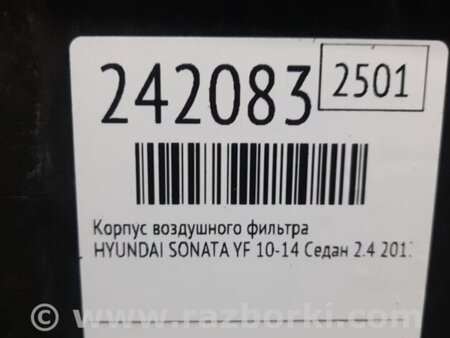 242083 2501
Корпус воздушного фильтра
HYUNDAI SONATA YF 10-14 Седан 2.4
© www.razborki.com